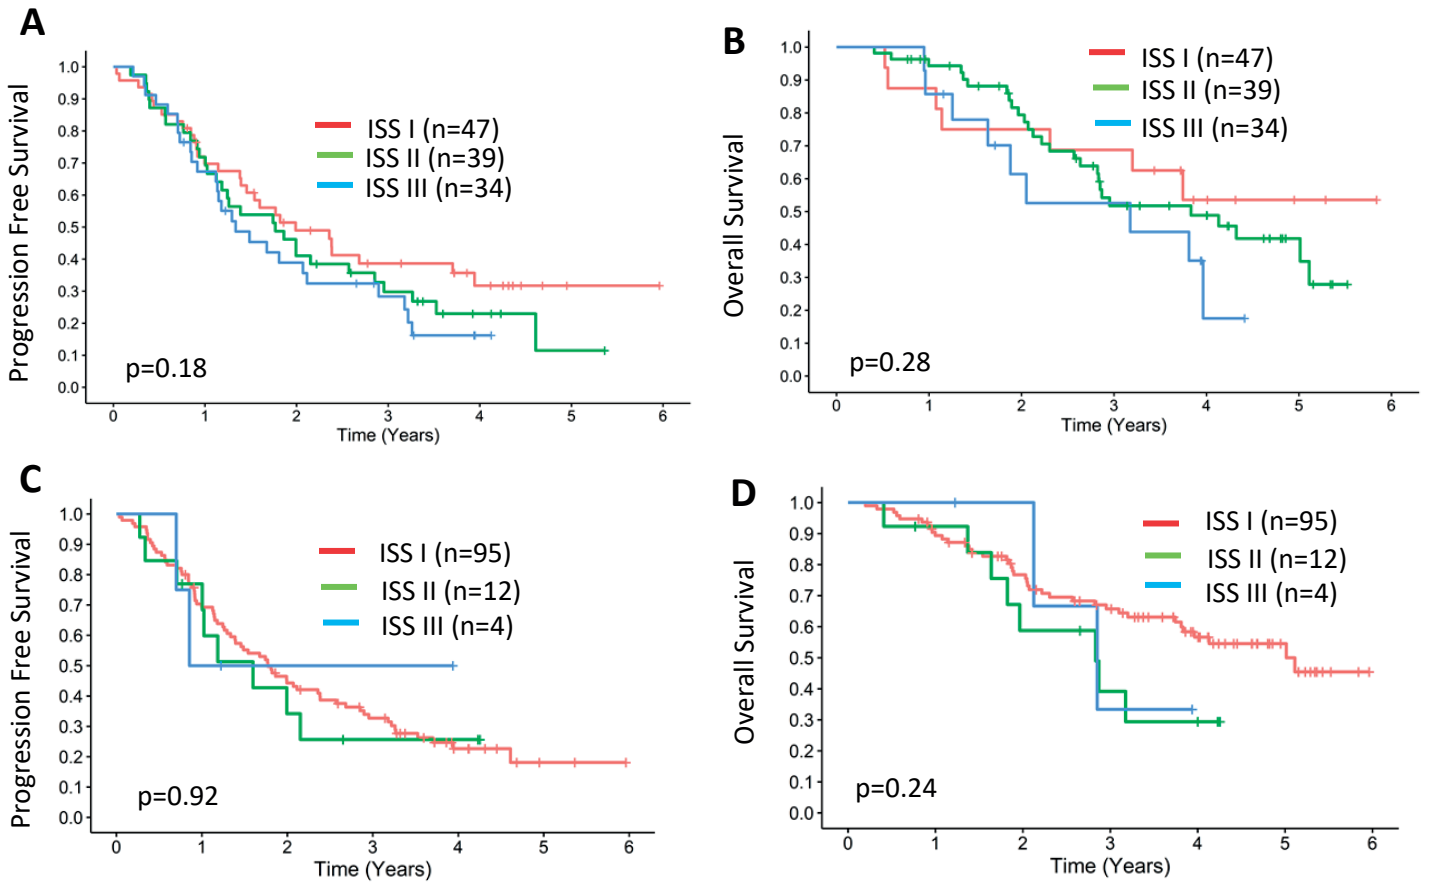 A
Progression Free Survival
1.0
0.9
0.8
0.7
0.6
0.5
0.4
0.3
0.2
0.1
0.0
ISS I (n=47)
ISS II (n=39)
ISS III (n=34)
p=0.18
0 1 2 3 4 5 6
Time (Years)
B
Overall Survival
1.0
0.9
0.8
0.7
0.6
0.5
0.4
0.3
0.2
0.1
0.0
ISS I (n=47)
ISS II (n=39)
ISS III (n=34)
p=0.28
0 1 2 3 4 5 6
Time (Years)
C
Progression Free Survival
1.0
0.9
0.8
0.7
0.6
0.5
0.4
0.3
0.2
0.1
0.0
ISS I (n=95)
ISS II (n=12)
ISS III (n=4)
p=0.92
0 1 2 3 4 5 6
Time (Years)
D
Overall Survival
1.0
0.9
0.8
0.7
0.6
0.5
0.4
0.3
0.2
0.1
0.0
ISS I (n=95)
ISS II (n=12)
ISS III (n=4)
p=0.24
0 1 2 3 4 5 6
Time (Years)